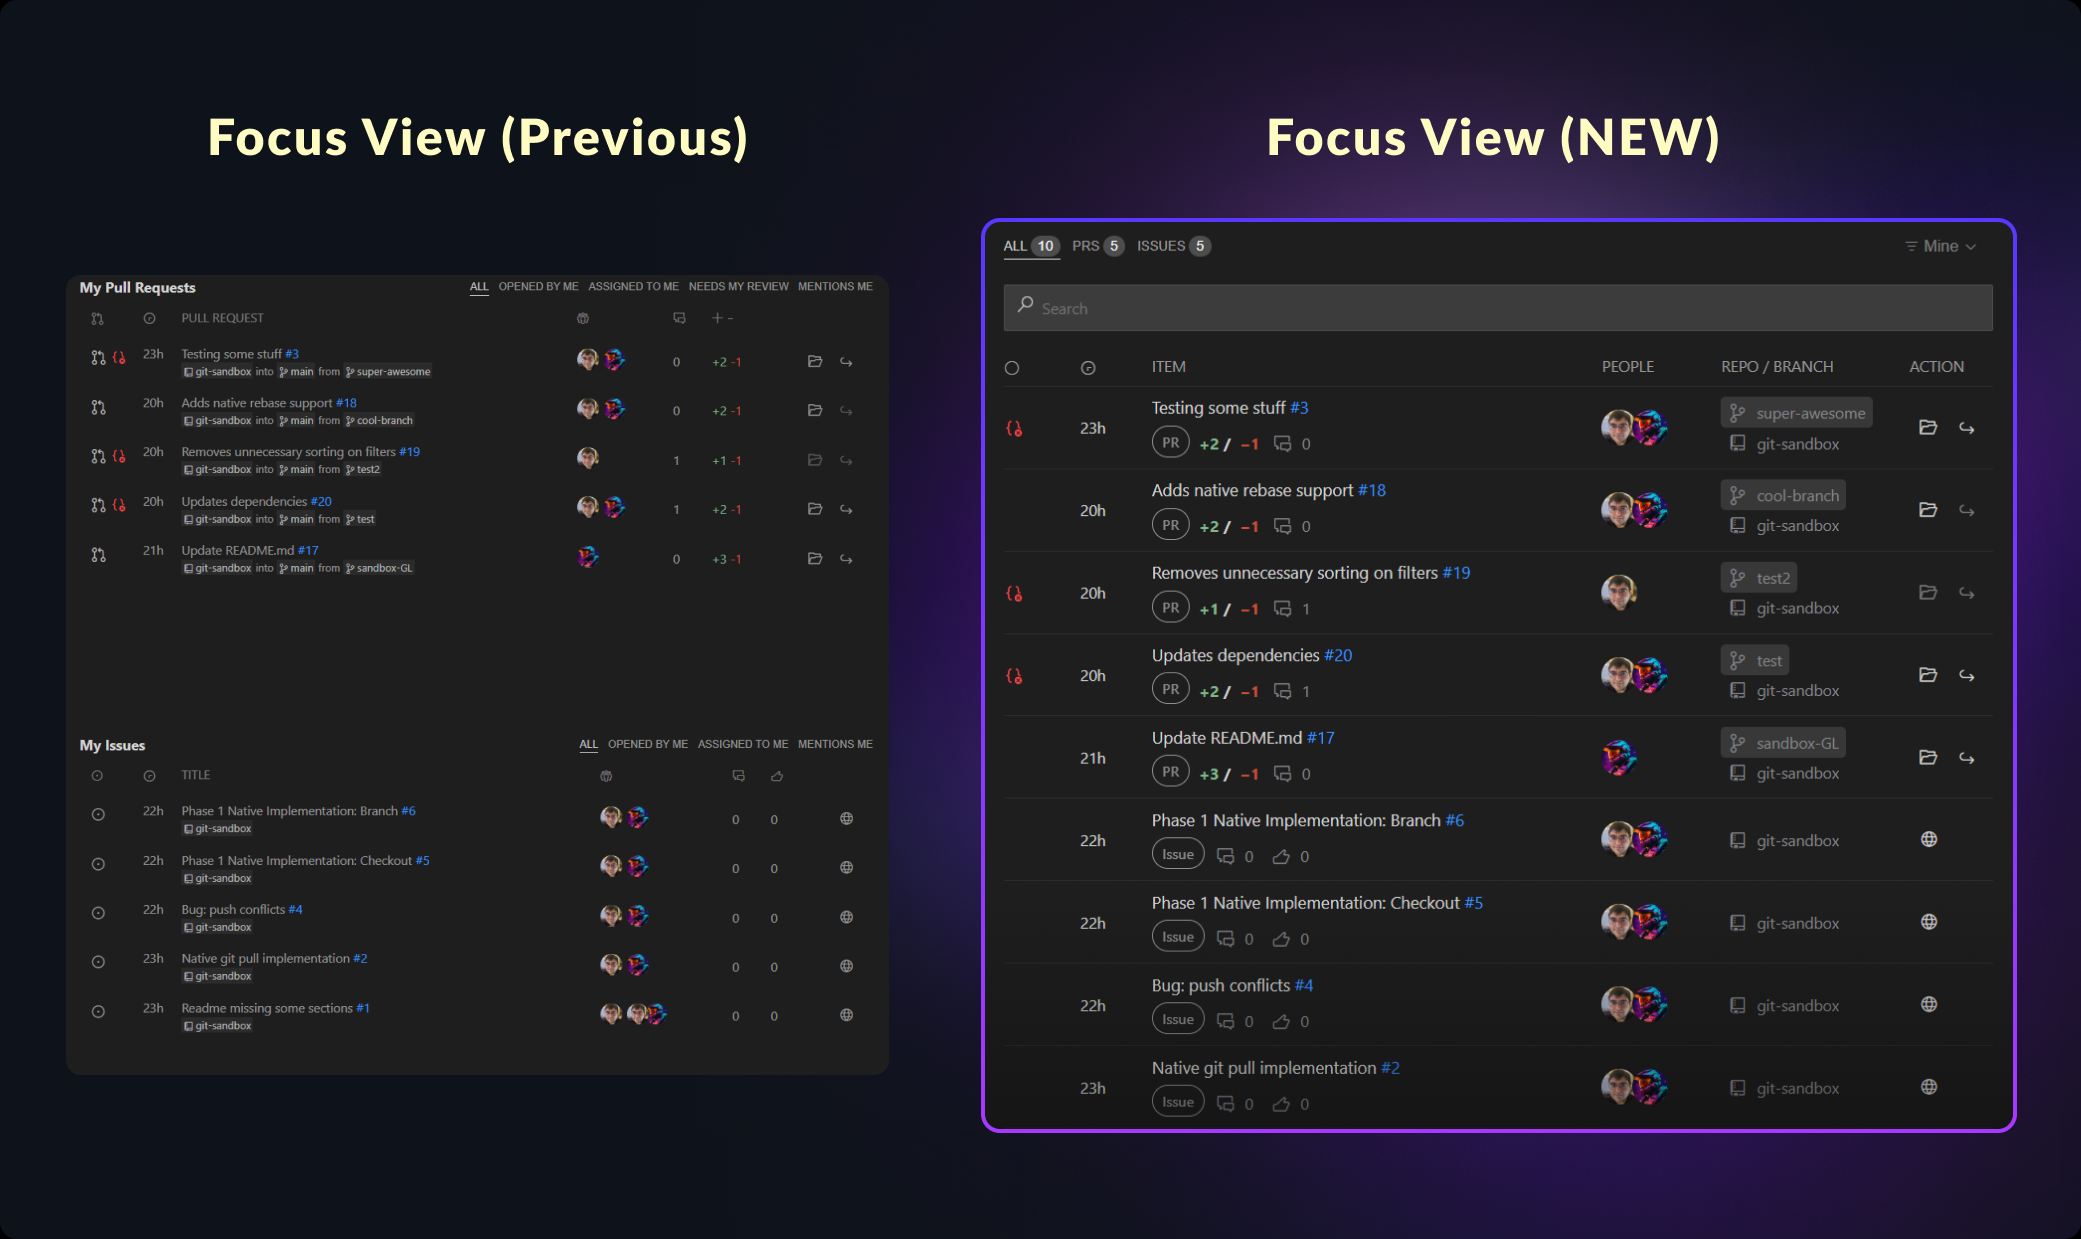 Focus View (Previous)
My Pull Requests
ALL OPENED BY ME ASSIGNED TO ME NEEDS MY REVIEW MENTIONS ME
PULL REQUEST + -
23h Testing some stuff #3 0 +2 -1
git-sandbox into main from super-awesome
20h Adds native rebase support #18 0 +2 -1
git-sandbox into main from cool-branch
20h Removes unnecessary sorting on filters #19 1 +1 -1
git-sandbox into main from test2
20h Updates dependencies #20 1 +2 -1
git-sandbox into main from test
21h Update README.md #17 0 +3 -1
git-sandbox into main from sandbox-GL
My Issues
ALL OPENED BY ME ASSIGNED TO ME MENTIONS ME
TITLE
22h Phase 1 Native Implementation: Branch #6 0 0
git-sandbox
22h Phase 1 Native Implementation: Checkout #5 0 0
git-sandbox
22h Bug: push conflicts #4 0 0
git-sandbox
23h Native git pull implementation #2 0 0
git-sandbox
23h Readme missing some sections #1 0 0
git-sandbox
Focus View (NEW)
ALL 10 PRS 5 ISSUES 5 Mine
Search
ITEM PEOPLE REPO / BRANCH ACTION
Testing some stuff #3 super-awesome
23h PR +2 / -1 0 git-sandbox
Adds native rebase support #18 cool-branch
20h PR +2 / -1 0 git-sandbox
Removes unnecessary sorting on filters #19 test2
20h PR +1 / -1 1 git-sandbox
Updates dependencies #20 test
20h PR +2 / -1 1 git-sandbox
Update README.md #17 sandbox-GL
21h PR +3 / -1 0 git-sandbox
Phase 1 Native Implementation: Branch #6
22h Issue 0 0 git-sandbox
Phase 1 Native Implementation: Checkout #5
22h Issue 0 0 git-sandbox
Bug: push conflicts #4
22h Issue 0 0 git-sandbox
Native git pull implementation #2
23h Issue 0 0 git-sandbox